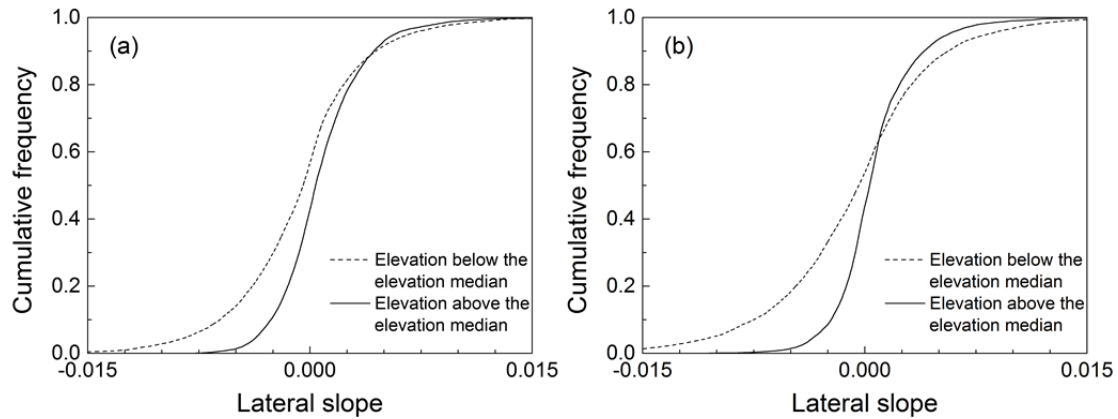 1.0
0.8
0.6
0.4
0.2
0.0
Cumulative frequency
(a)
Elevation below the
elevation median
Elevation above the
elevation median
-0.015
0.000
0.015
Lateral slope
1.0
0.8
0.6
0.4
0.2
0.0
Cumulative frequency
(b)
Elevation below the
elevation median
Elevation above the
elevation median
-0.015
0.000
0.015
Lateral slope